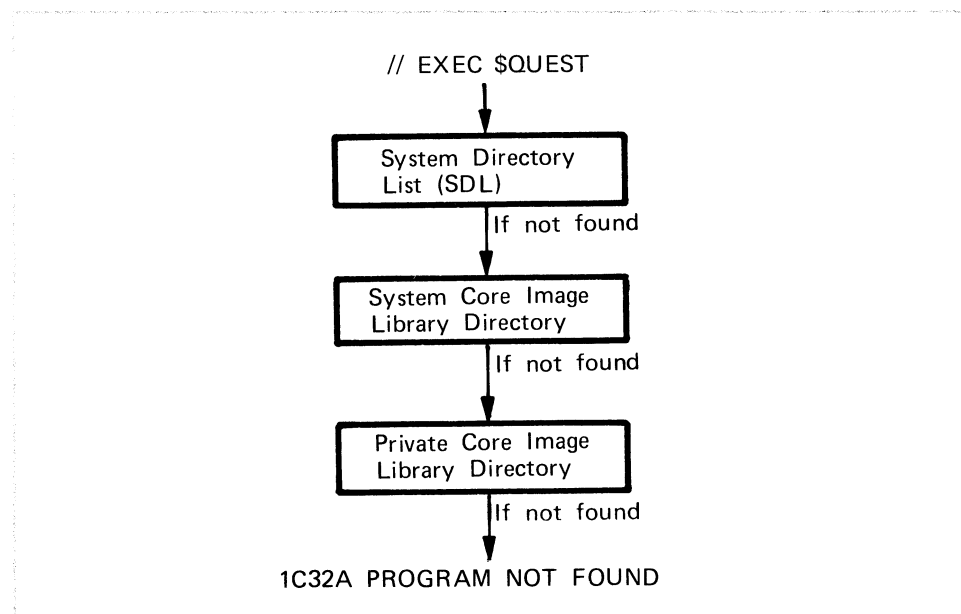 // EXEC $QUEST
System Directory
List (SDL)
If not found
System Core Image
Library Directory
If not found
Private Core Image
Library Directory
If not found
1C32A PROGRAM NOT FOUND